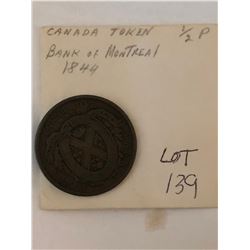 CANADA TOKEN ½ P
BANK OF MONTREAL
1844
LOT
139